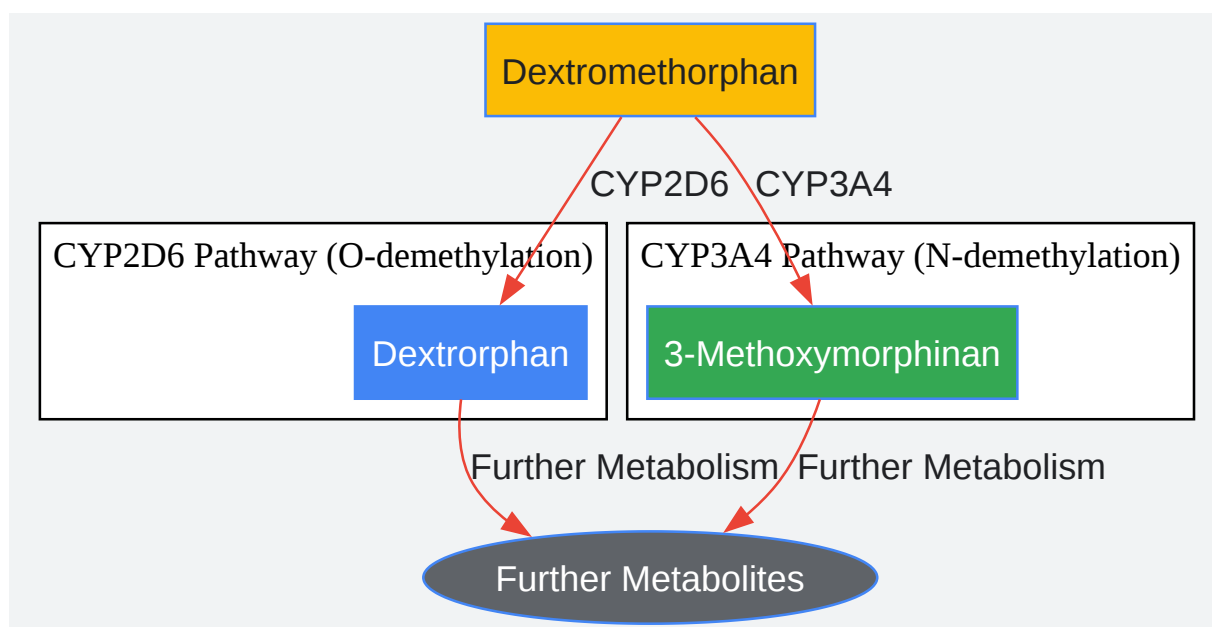 Dextromethorphan
CYP2D6 CYP3A4
CYP2D6 Pathway (O-demethylation)
CYP3A4 Pathway (N-demethylation)
Dextrorphan
3-Methoxymorphinan
Further Metabolism
Further Metabolism
Further Metabolites